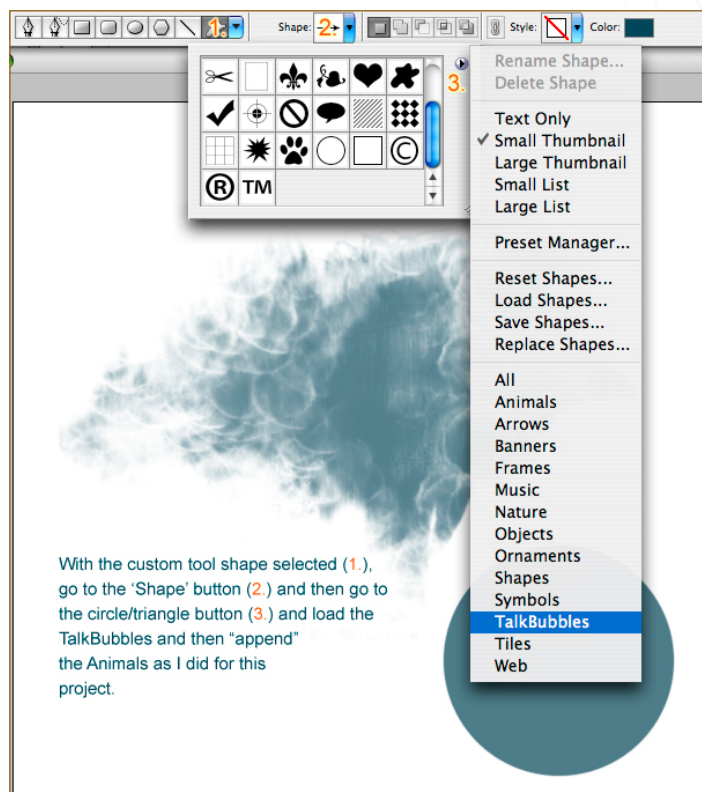 1. Shape: 2. Style: Color:
3.
©
® TM
Rename Shape...
Delete Shape
Text Only
✓ Small Thumbnail
Large Thumbnail
Small List
Large List
Preset Manager...
Reset Shapes...
Load Shapes...
Save Shapes...
Replace Shapes...
All
Animals
Arrows
Banners
Frames
Music
Nature
Objects
Ornaments
Shapes
Symbols
TalkBubbles
Tiles
Web
With the custom tool shape selected (1.),
go to the ‘Shape’ button (2.) and then go to
the circle/triangle button (3.) and load the
TalkBubbles and then “append”
the Animals as I did for this
project.